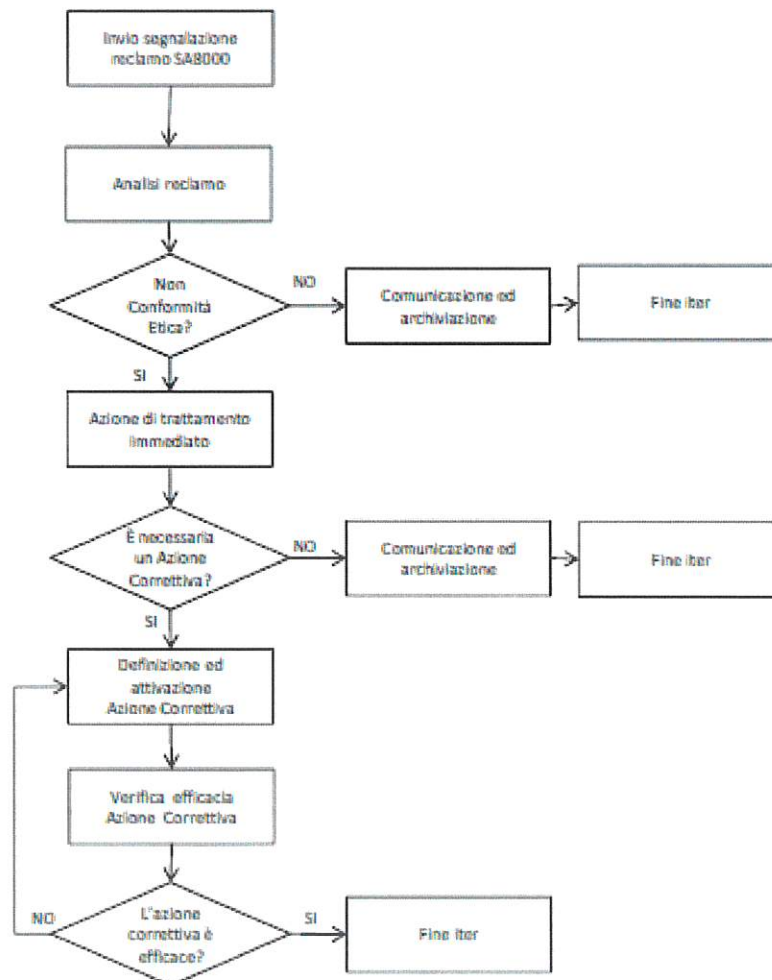 Invio segnalazione
reclamo SA8000
Analisi reclamo
Non
Conformità
Etica?
NO
Comunicazione ed
archiviazione
Fine iter
SI
Azione di trattamento
immediato
È necessaria
un Azione
Correttiva?
NO
Comunicazione ed
archiviazione
Fine iter
SI
Definizione ed
attivazione
Azione Correttiva
Verifica efficacia
Azione Correttiva
NO
L'azione
correttiva è
efficace?
SI
Fine iter